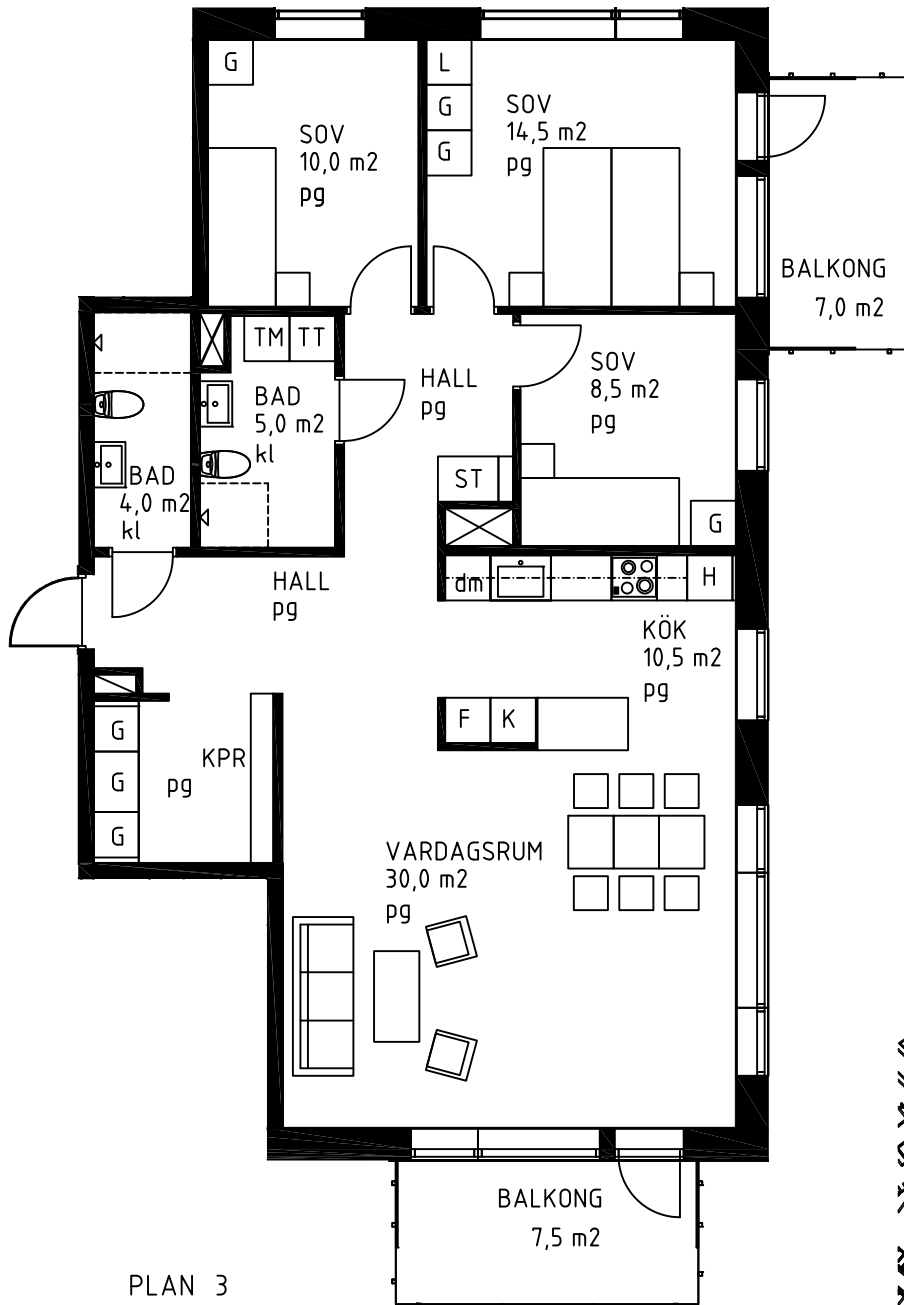 G
L
G
G
SOV
10,0 m2
pg
SOV
14,5 m2
pg
BALKONG
7,0 m2
TM
TT
BAD
5,0 m2
kl
HALL
pg
SOV
8,5 m2
pg
BAD
4,0 m2
kl
ST
G
HALL
pg
dm
H
KÖK
10,5 m2
pg
F
K
G
G
G
KPR
pg
VARDAGSRUM
30,0 m2
pg
BALKONG
7,5 m2
PLAN 3